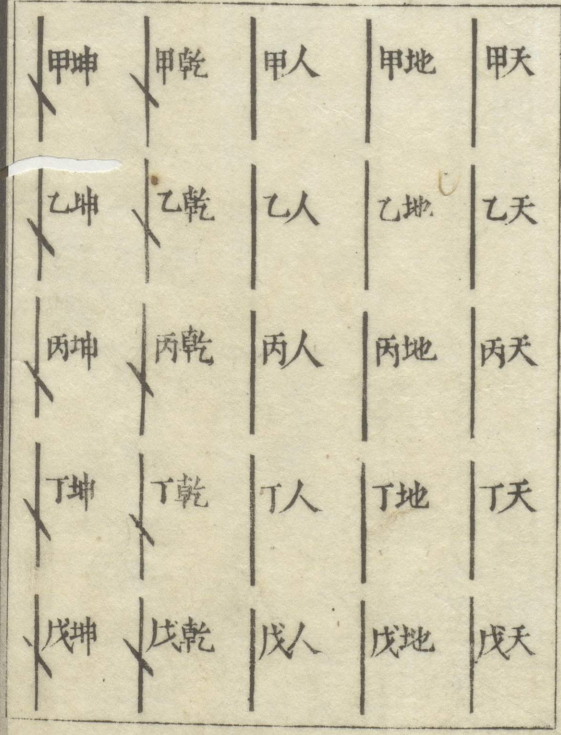 甲天
乙天
丙天
丁天
戊天
甲地
乙地
丙地
丁地
戊地
甲人
乙人
丙人
丁人
戊人
甲乾
乙乾
丙乾
丁乾
戊乾
甲坤
乙坤
丙坤
丁坤
戊坤